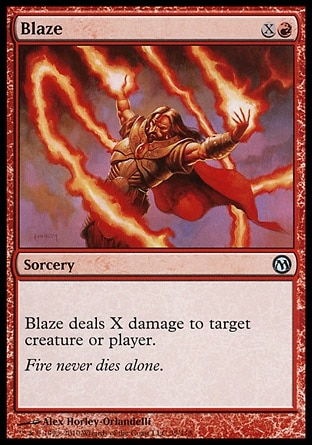 Blaze X
Sorcery
Blaze deals X damage to target
creature or player.
Fire never dies alone.
Alex Horley-Orlandelli